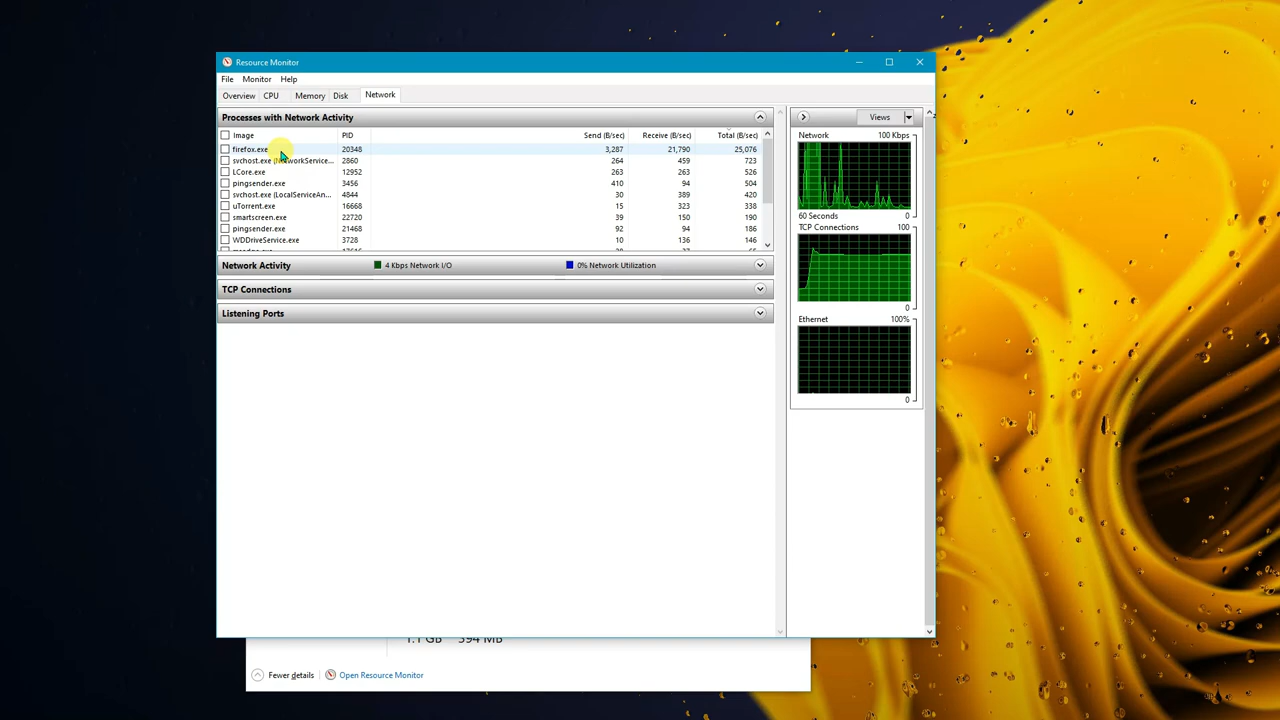 Resource Monitor
File Monitor Help
Overview CPU Memory Disk Network
Processes with Network Activity
Image PID Send (B/sec) Receive (B/sec) Total (B/sec)
firefox.exe 20348 3,287 21,790 25,076
svchost.exe (NetworkService... 2860 264 459 723
LCore.exe 12952 263 263 526
pingsender.exe 3456 410 94 504
svchost.exe (LocalServiceAn... 4844 30 389 420
uTorrent.exe 16668 15 323 338
smartscreen.exe 22720 39 150 190
pingsender.exe 21468 92 94 186
WDDriveService.exe 3728 10 136 146
Network Activity 4 Kbps Network I/O 0% Network Utilization
TCP Connections
Listening Ports
Views
Network 100 Kbps
60 Seconds 0
TCP Connections 100
0
Ethernet 100%
0
1.1 GB 394 MB
Fewer details Open Resource Monitor